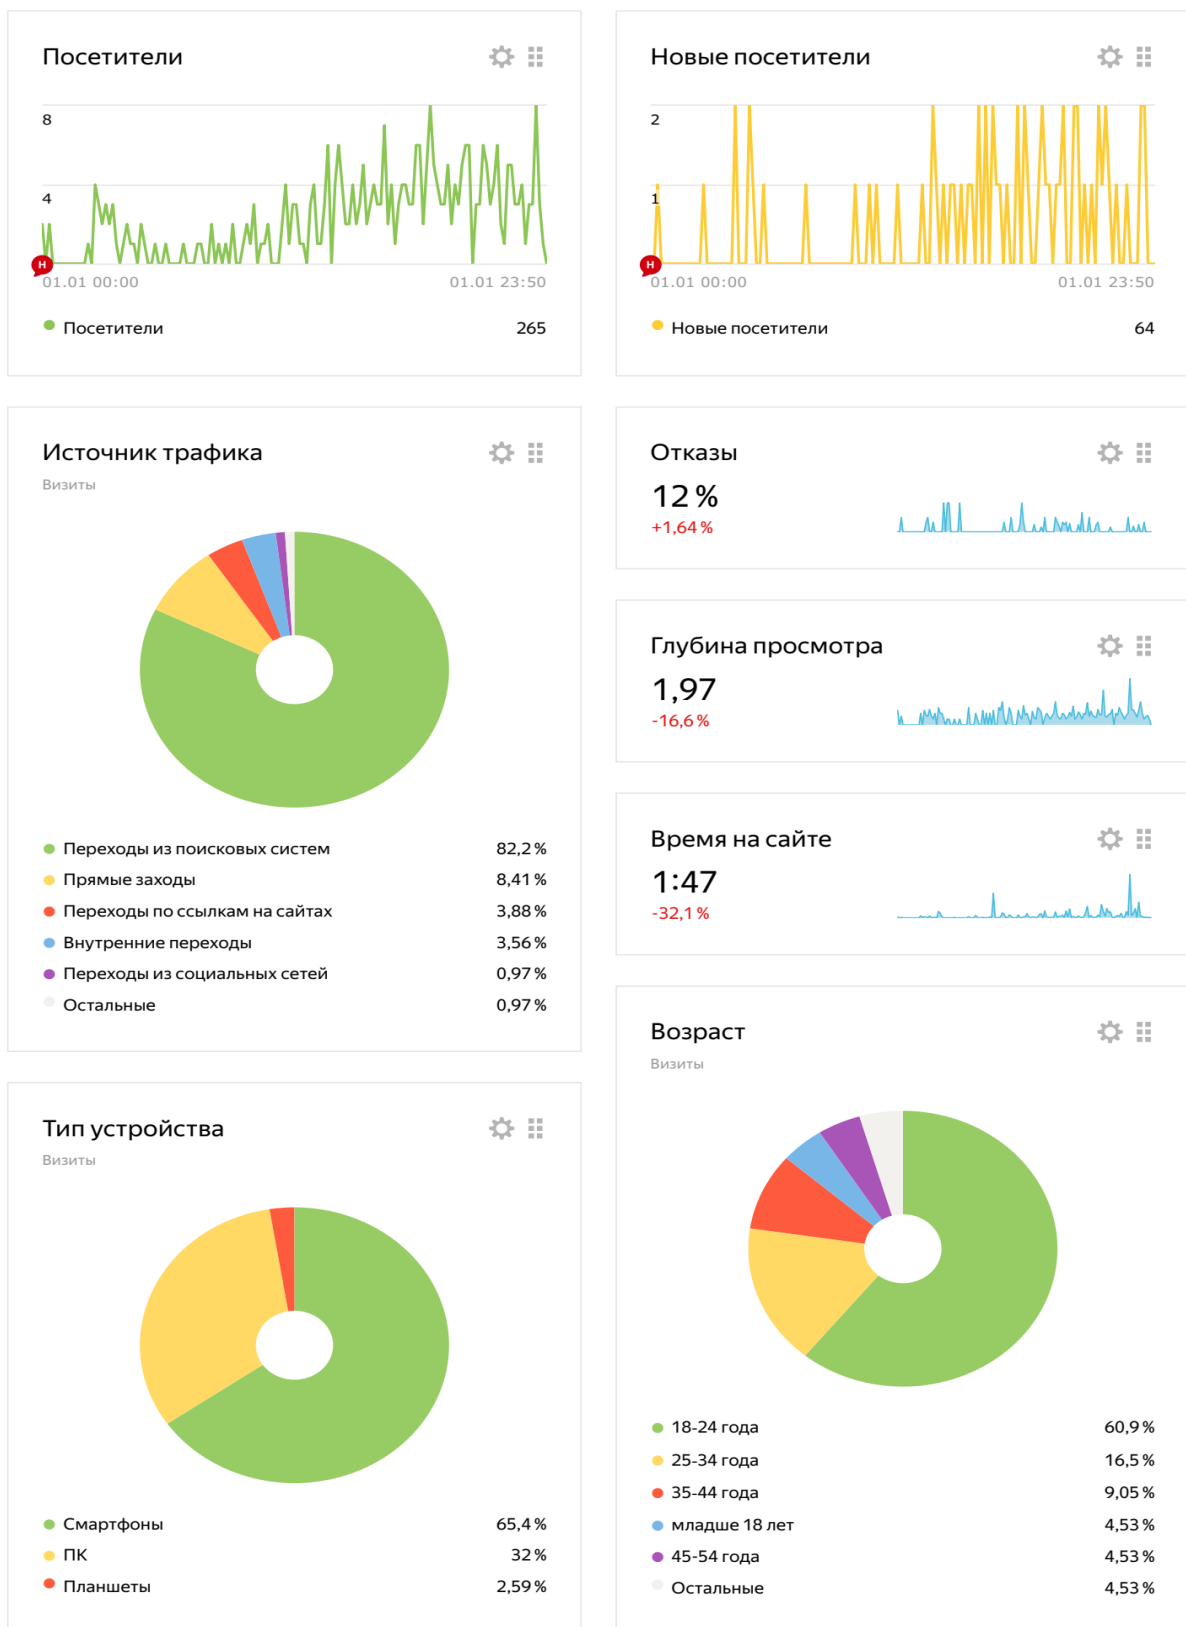 Посетители
8
4
н
01.01 00:00 01.01 23:50
Посетители 265
Новые посетители
2
1
н
01.01 00:00 01.01 23:50
Новые посетители 64
Источник трафика
Визиты
Переходы из поисковых систем 82,2 %
Прямые заходы 8,41 %
Переходы по ссылкам на сайтах 3,88 %
Внутренние переходы 3,56 %
Переходы из социальных сетей 0,97 %
Остальные 0,97 %
Отказы
12 %
+1,64 %
Глубина просмотра
1,97
-16,6 %
Время на сайте
1:47
-32,1 %
Тип устройства
Визиты
Смартфоны 65,4 %
ПК 32 %
Планшеты 2,59 %
Возраст
Визиты
18-24 года 60,9 %
25-34 года 16,5 %
35-44 года 9,05 %
младше 18 лет 4,53 %
45-54 года 4,53 %
Остальные 4,53 %